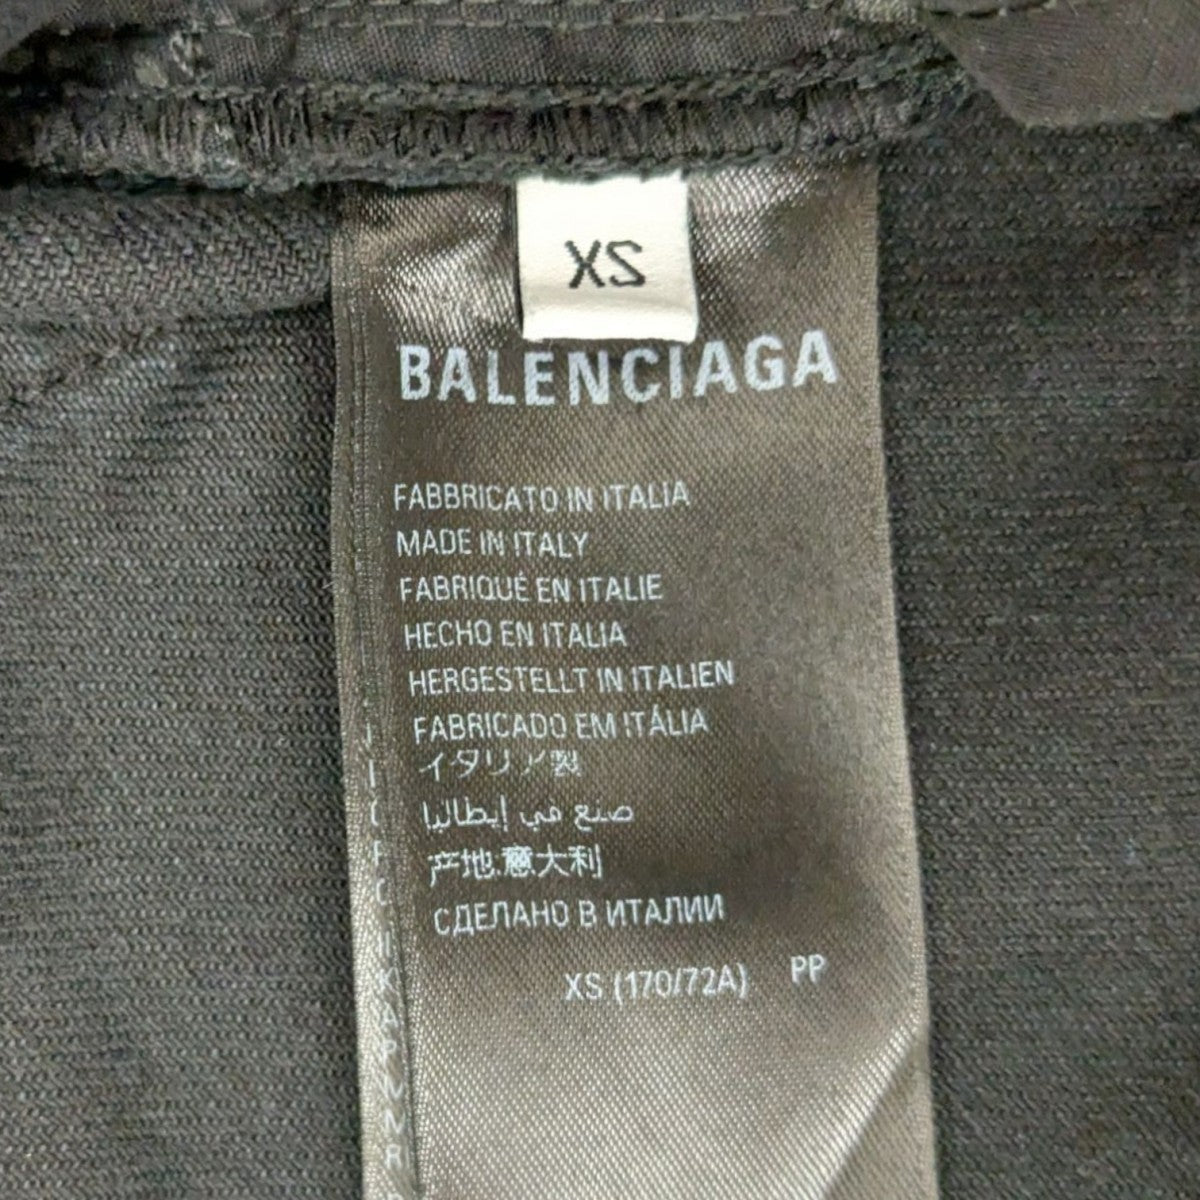 XS
BALENCIAGA
FABBRICATO IN ITALIA
MADE IN ITALY
FABRIQUÉ EN ITALIE
HECHO EN ITALIA
HERGESTELLT IN ITALIEN
FABRICADO EM ITÁLIA
イタリア製
صنع في إيطاليا
产地.意大利
СДЕЛАНО В ИТАЛИИ
XS (170/72A) PP